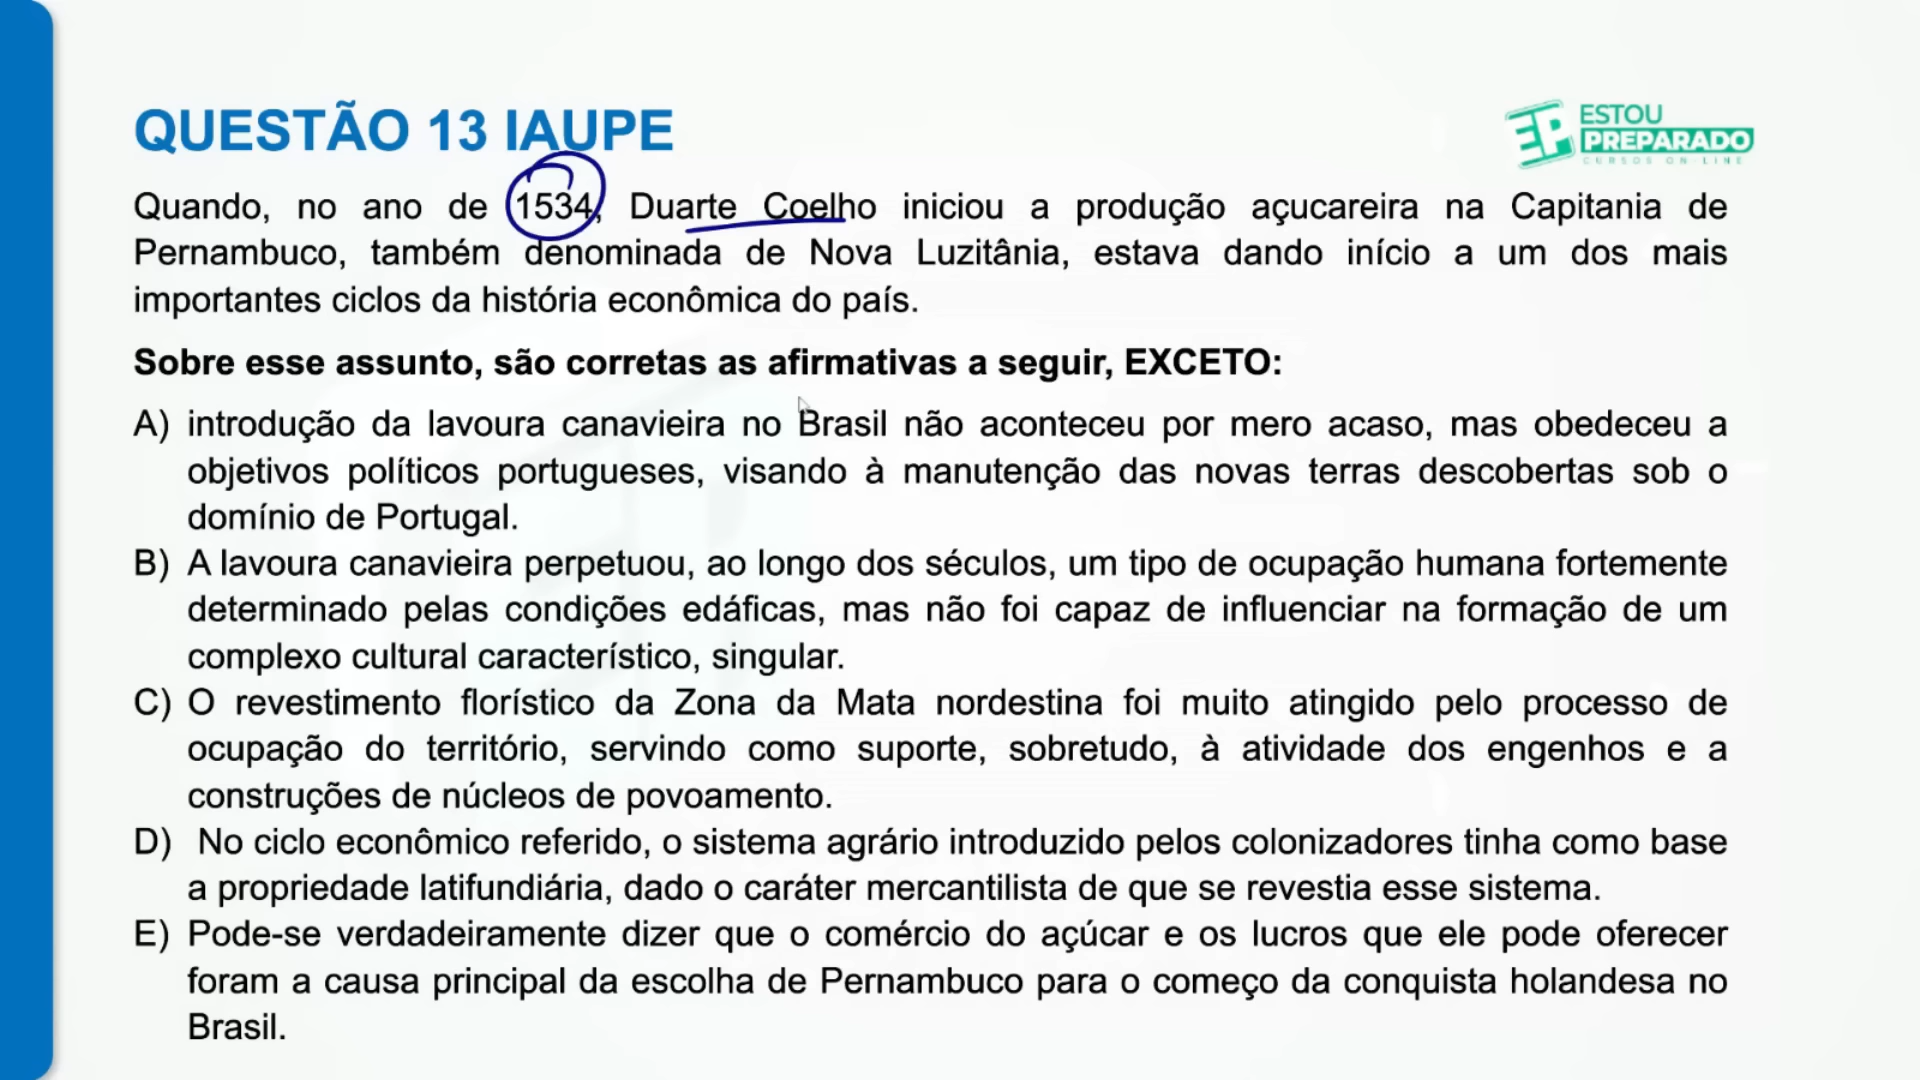 QUESTÃO 13 IAUPE
ESTOU
PREPARADO
CURSOS ON-LINE
Quando, no ano de 1534, Duarte Coelho iniciou a produção açucareira na Capitania de
Pernambuco, também denominada de Nova Luzitânia, estava dando início a um dos mais
importantes ciclos da história econômica do país.
Sobre esse assunto, são corretas as afirmativas a seguir, EXCETO:
A) introdução da lavoura canavieira no Brasil não aconteceu por mero acaso, mas obedeceu a
objetivos políticos portugueses, visando à manutenção das novas terras descobertas sob o
domínio de Portugal.
B) A lavoura canavieira perpetuou, ao longo dos séculos, um tipo de ocupação humana fortemente
determinado pelas condições edáficas, mas não foi capaz de influenciar na formação de um
complexo cultural característico, singular.
C) O revestimento florístico da Zona da Mata nordestina foi muito atingido pelo processo de
ocupação do território, servindo como suporte, sobretudo, à atividade dos engenhos e a
construções de núcleos de povoamento.
D) No ciclo econômico referido, o sistema agrário introduzido pelos colonizadores tinha como base
a propriedade latifundiária, dado o caráter mercantilista de que se revestia esse sistema.
E) Pode-se verdadeiramente dizer que o comércio do açúcar e os lucros que ele pode oferecer
foram a causa principal da escolha de Pernambuco para o começo da conquista holandesa no
Brasil.